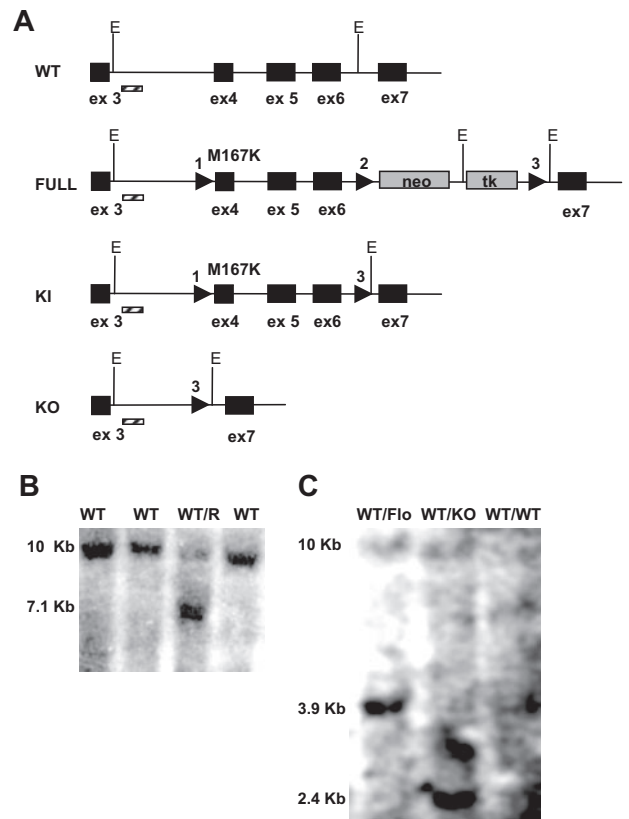 A
E E
WT
ex 3 ex4 ex 5 ex6 ex7
E E E
1 M167K 2 3
neo tk
FULL
ex 3 ex4 ex 5 ex6 ex7
E E
1 M167K 3
KI
ex 3 ex4 ex 5 ex6 ex7
E E
3
KO
ex 3 ex7
B
WT WT WT/R WT
10 Kb
7.1 Kb
C
WT/Flo WT/KO WT/WT
10 Kb
3.9 Kb
2.4 Kb